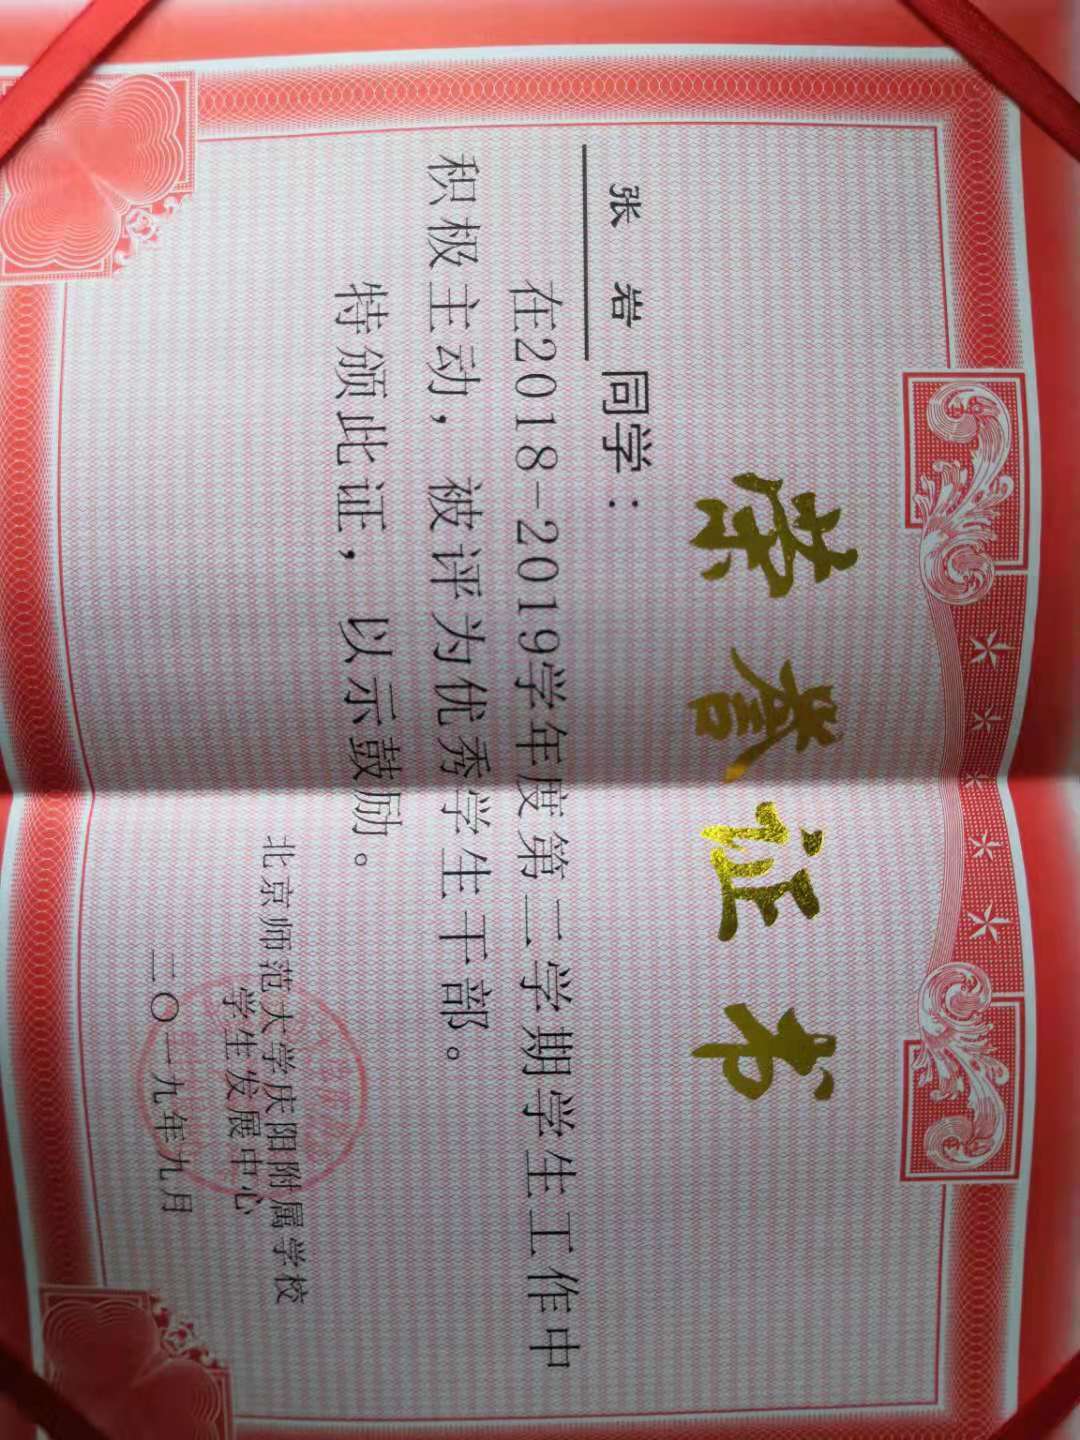 荣誉证书
张岩同学：
在2018-2019学年度第二学期学生工作中
积极主动，被评为优秀学生干部。
特颁此证，以示鼓励。
北京师范大学庆阳附属学校
学生发展中心
二〇一九年九月